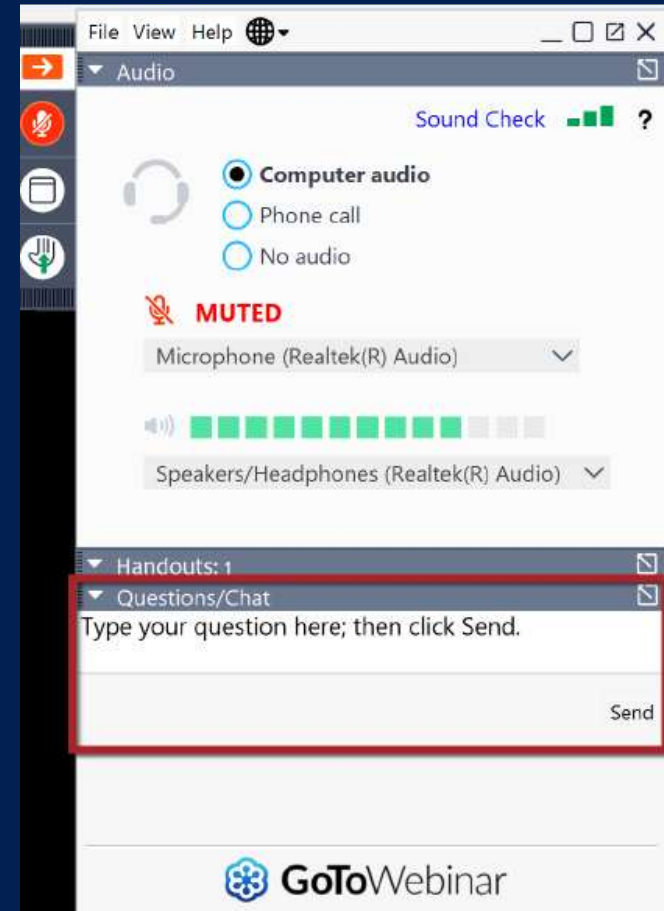 File View Help
Audio
Sound Check ?
Computer audio
Phone call
No audio
MUTED
Microphone (Realtek(R) Audio)
Speakers/Headphones (Realtek(R) Audio)
Handouts: 1
Questions/Chat
Type your question here; then click Send.
Send
GoToWebinar